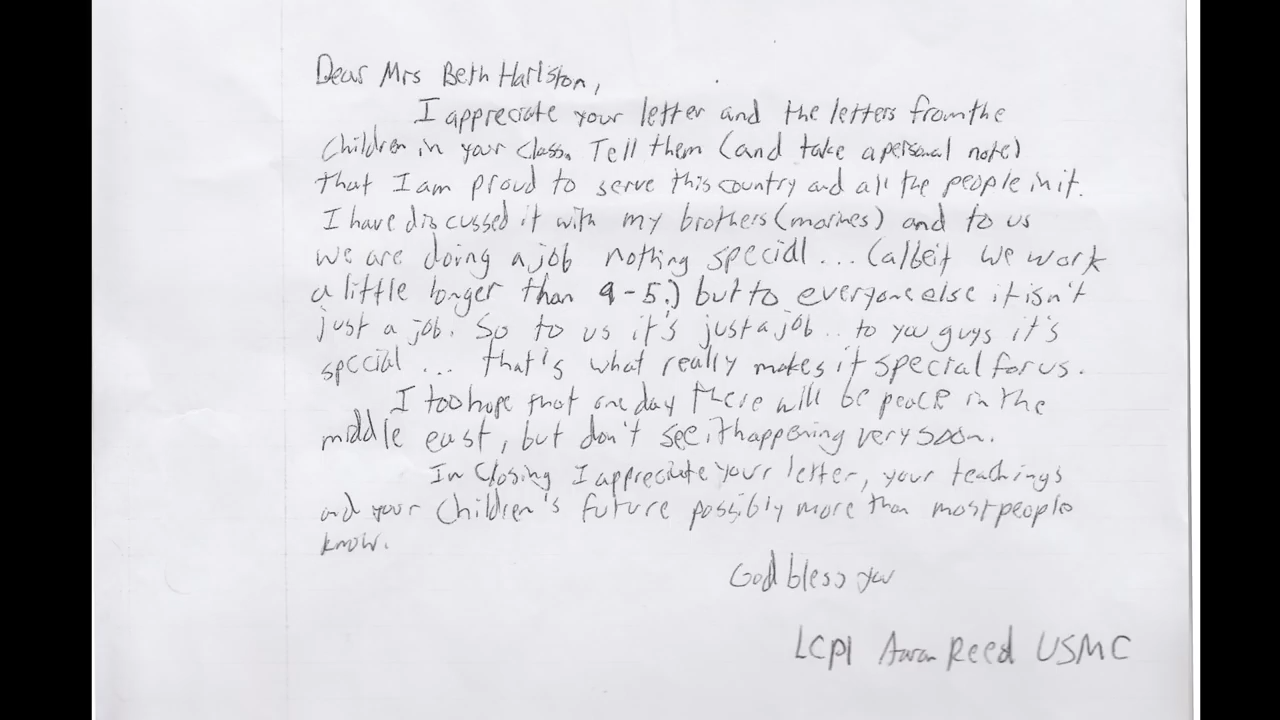 Dear Mrs Beth Harlston,
I appreciate your letter and the letters from the
Children in your class. Tell them (and take a personal note)
that I am proud to serve this country and all the people in it.
I have discussed it with my brothers (marines) and to us
we are doing a job nothing special... (albeit we work
a little longer than 9-5.) but to everyone else it isn't
just a job. So to us it's just a job.. to you guys it's
special ... that's what really makes it special for us.
I too hope that one day there will be peace in the
middle east, but don't see it happening very soon.
In Closing I appreciate your letter, your teachings
and your Children's future possibly more than most people
know.
God bless you
LCPl Aaron Reed USMC